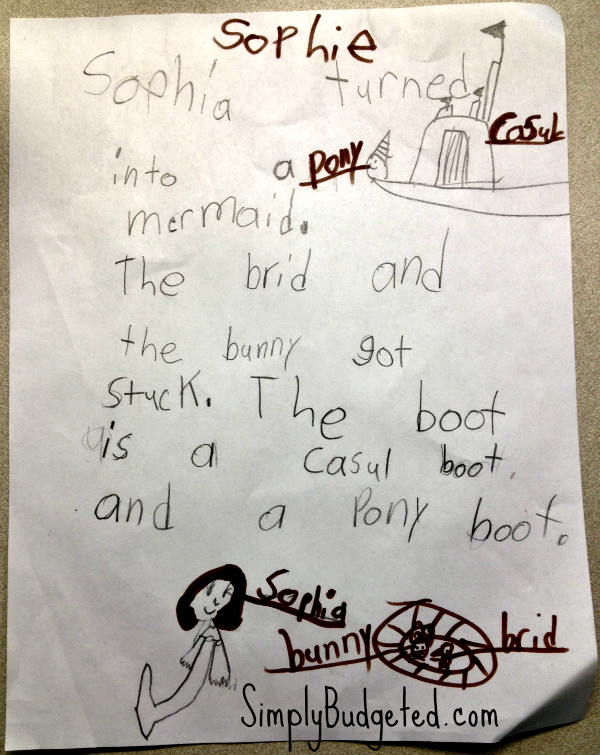 Sophie
Sophia turned
Casul
into a pony
mermaid.
The brid and
the bunny got
stuck. The boot
is a casul boot.
and a Pony boot.
Sophia
bunny brid
SimplyBudgeted.com